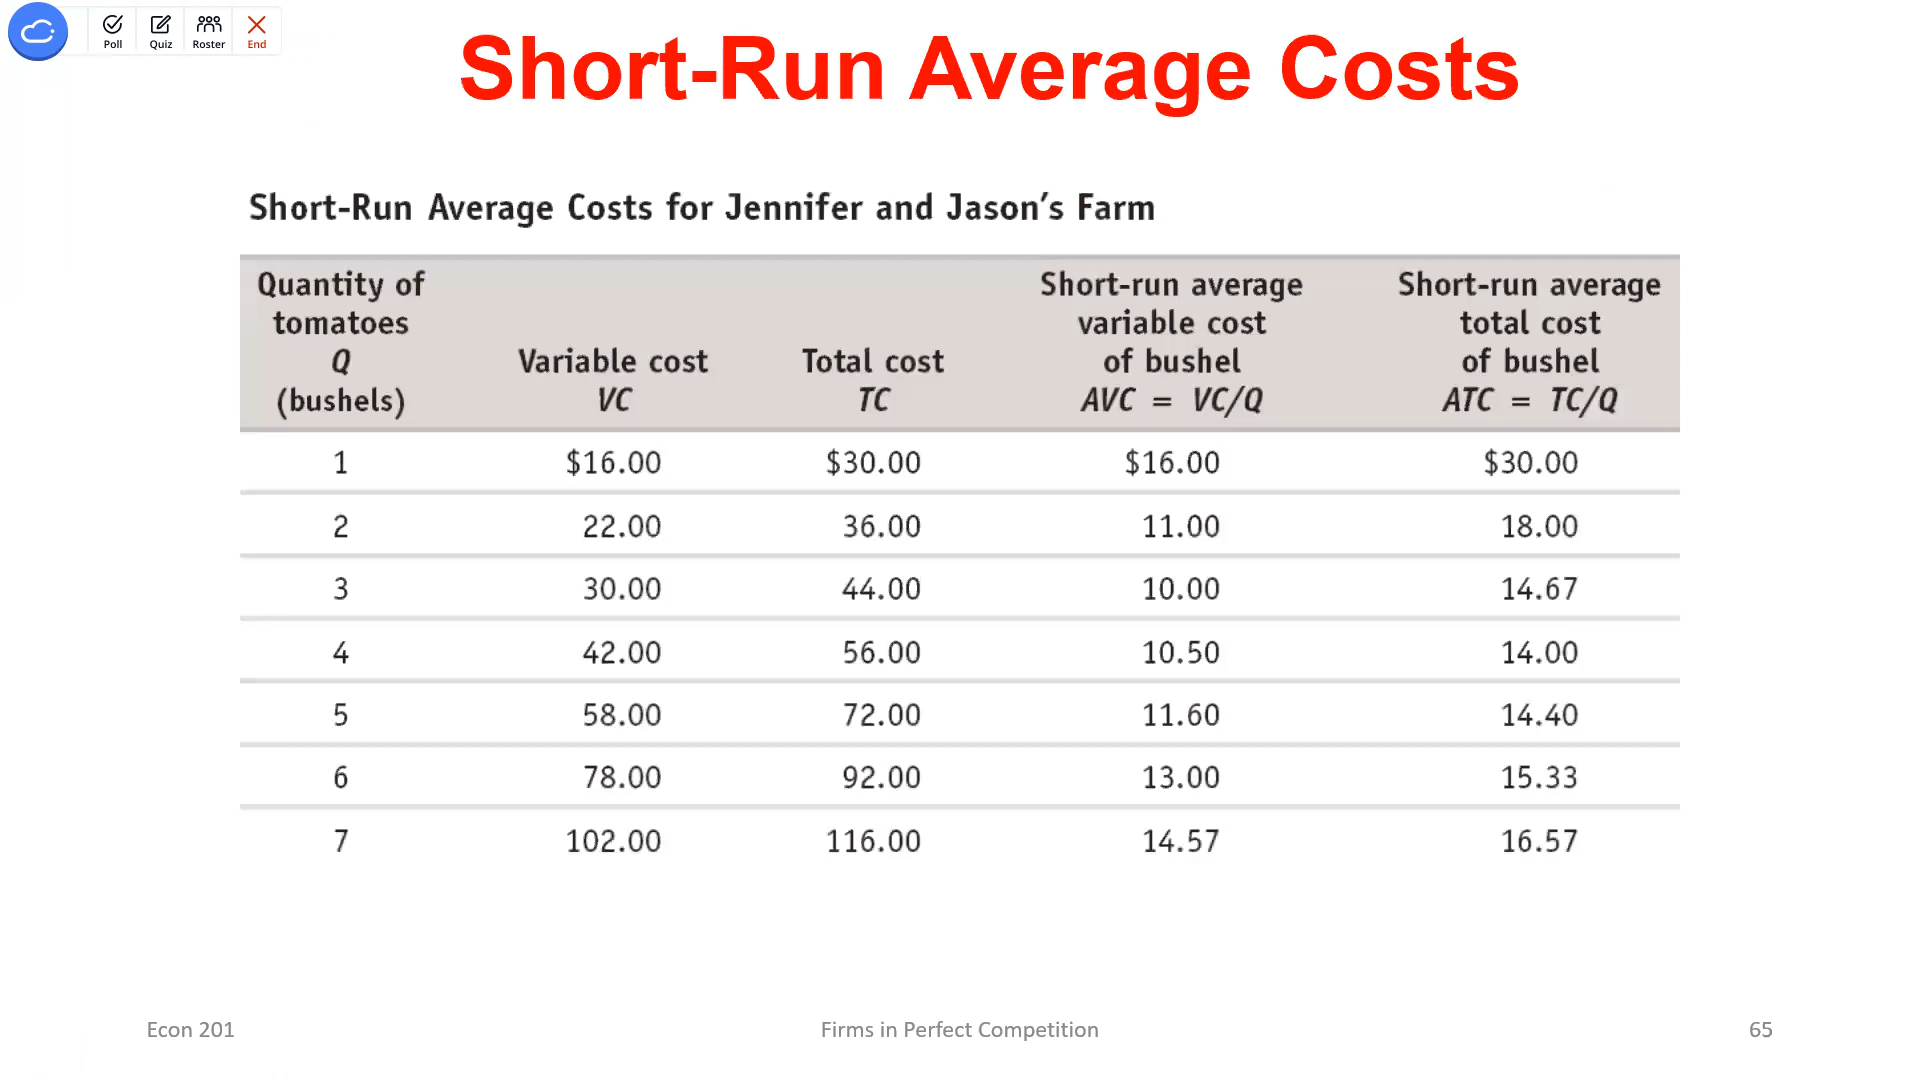 Poll Quiz Roster End
Short-Run Average Costs
Short-Run Average Costs for Jennifer and Jason's Farm
Quantity of tomatoes Q (bushels)
Variable cost VC
Total cost TC
Short-run average variable cost of bushel AVC = VC/Q
Short-run average total cost of bushel ATC = TC/Q
1 $16.00 $30.00 $16.00 $30.00
2 22.00 36.00 11.00 18.00
3 30.00 44.00 10.00 14.67
4 42.00 56.00 10.50 14.00
5 58.00 72.00 11.60 14.40
6 78.00 92.00 13.00 15.33
7 102.00 116.00 14.57 16.57
Econ 201 Firms in Perfect Competition 65